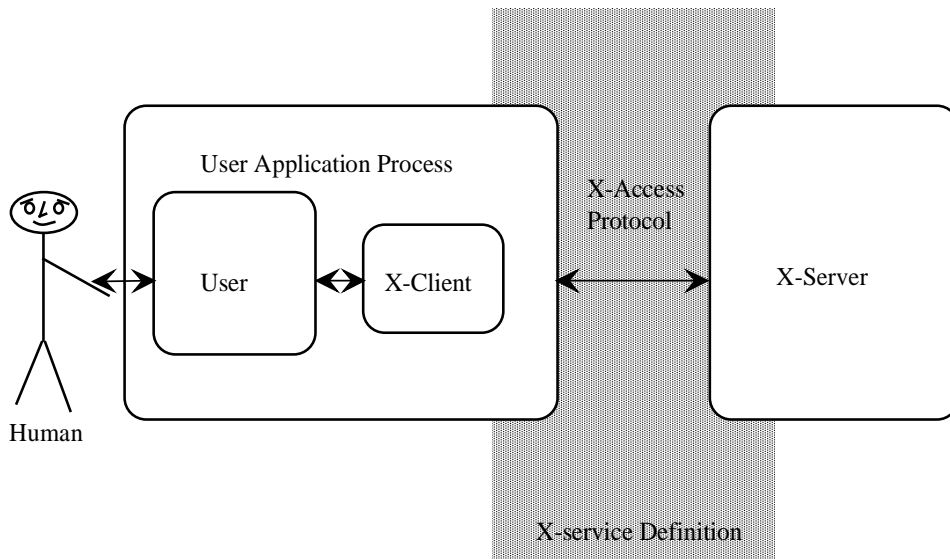 User Application Process
X-Access
Protocol
User
X-Client
X-Server
Human
X-service Definition